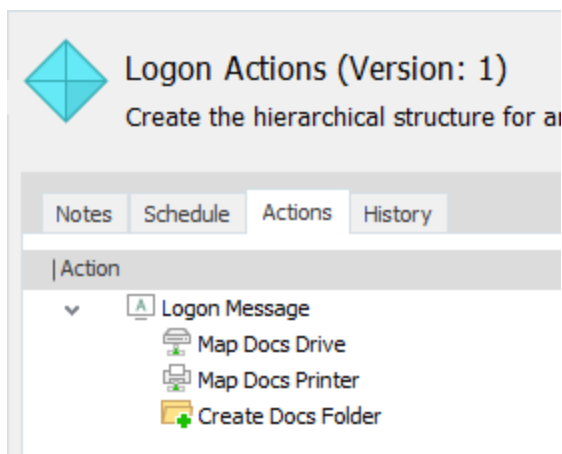 Logon Actions (Version: 1)
Create the hierarchical structure for
Notes Schedule Actions History
Action
Logon Message
Map Docs Drive
Map Docs Printer
Create Docs Folder